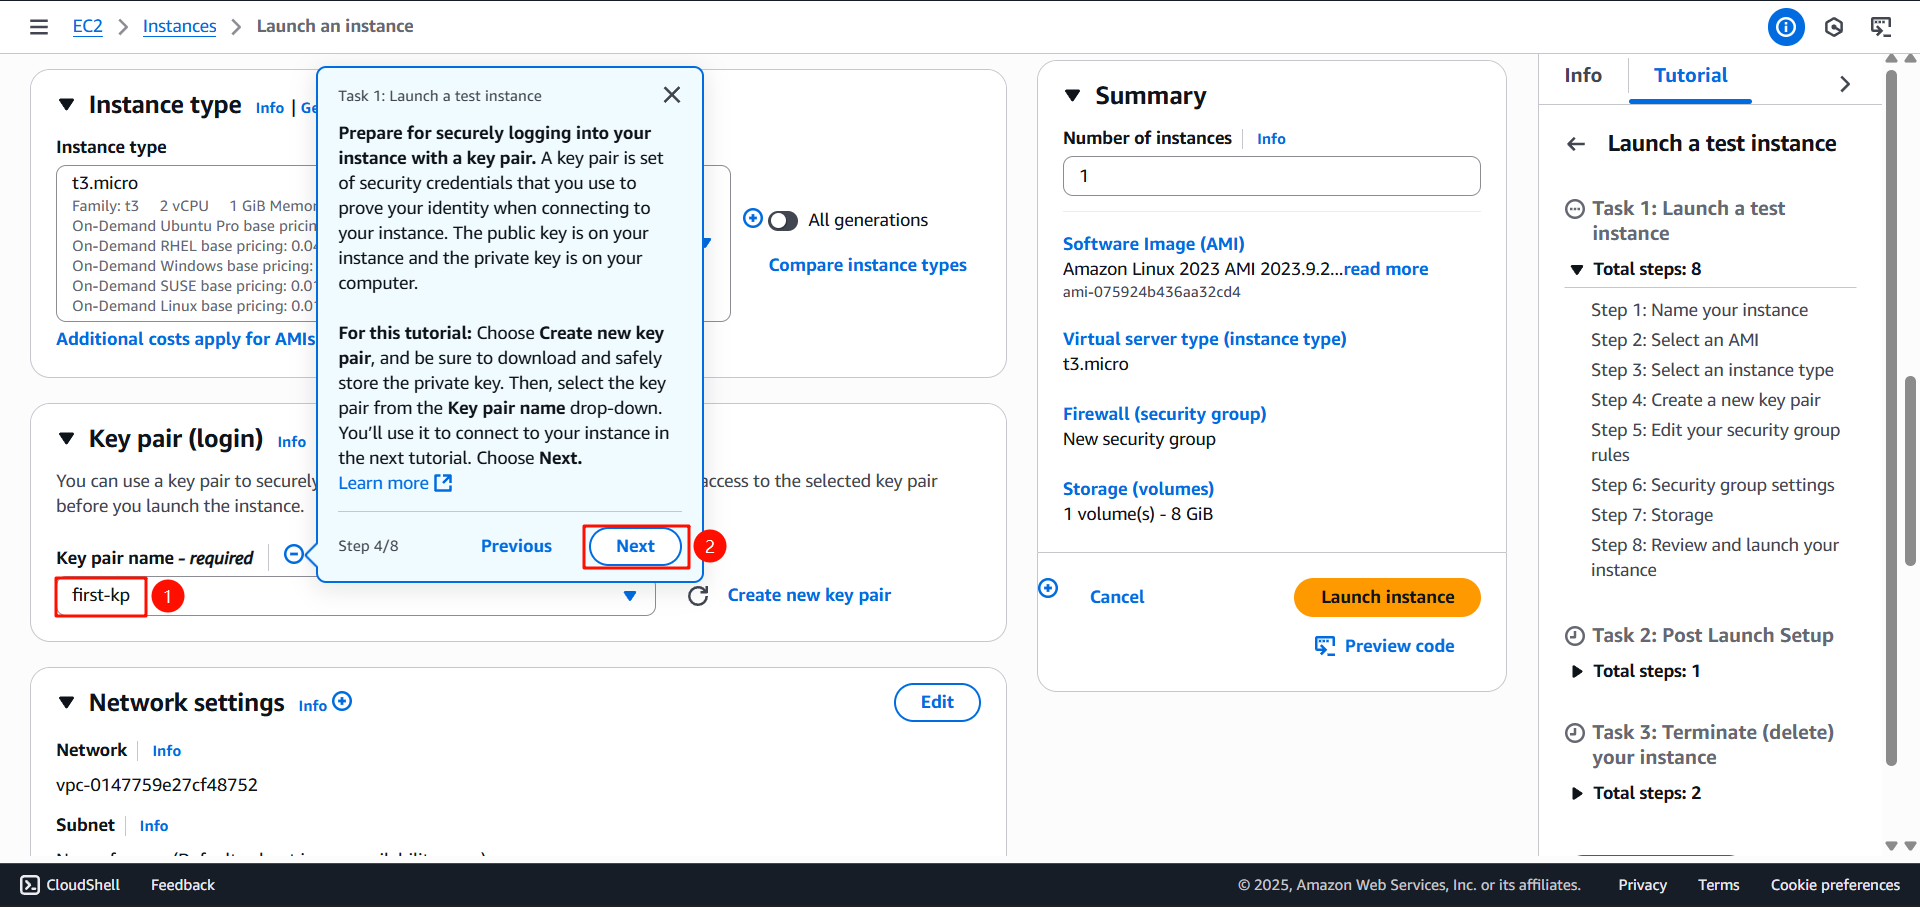 EC2 > Instances > Launch an instance
Instance type Info | Ge
Instance type
t3.micro
Family: t3 2 vCPU 1 GiB Memor
On-Demand Ubuntu Pro base pricin
On-Demand RHEL base pricing: 0.04
On-Demand Windows base pricing:
On-Demand SUSE base pricing: 0.01
On-Demand Linux base pricing: 0.01
Additional costs apply for AMIs
All generations
Compare instance types
Task 1: Launch a test instance
Prepare for securely logging into your
instance with a key pair. A key pair is set
of security credentials that you use to
prove your identity when connecting to
your instance. The public key is on your
instance and the private key is on your
computer.
For this tutorial: Choose Create new key
pair, and be sure to download and safely
store the private key. Then, select the key
pair from the Key pair name drop-down.
You’ll use it to connect to your instance in
the next tutorial. Choose Next.
Learn more
Step 4/8 Previous Next 2
Key pair (login) Info
You can use a key pair to securely access to the selected key pair
before you launch the instance.
Key pair name - required
first-kp 1
Create new key pair
Network settings Info Edit
Network Info
vpc-0147759e27cf48752
Subnet Info
Summary
Number of instances Info
1
Software Image (AMI)
Amazon Linux 2023 AMI 2023.9.2...read more
ami-075924b436aa32cd4
Virtual server type (instance type)
t3.micro
Firewall (security group)
New security group
Storage (volumes)
1 volume(s) - 8 GiB
Cancel Launch instance
Preview code
Info Tutorial
Launch a test instance
Task 1: Launch a test
instance
Total steps: 8
Step 1: Name your instance
Step 2: Select an AMI
Step 3: Select an instance type
Step 4: Create a new key pair
Step 5: Edit your security group
rules
Step 6: Security group settings
Step 7: Storage
Step 8: Review and launch your
instance
Task 2: Post Launch Setup
Total steps: 1
Task 3: Terminate (delete)
your instance
Total steps: 2
CloudShell Feedback © 2025, Amazon Web Services, Inc. or its affiliates. Privacy Terms Cookie preferences